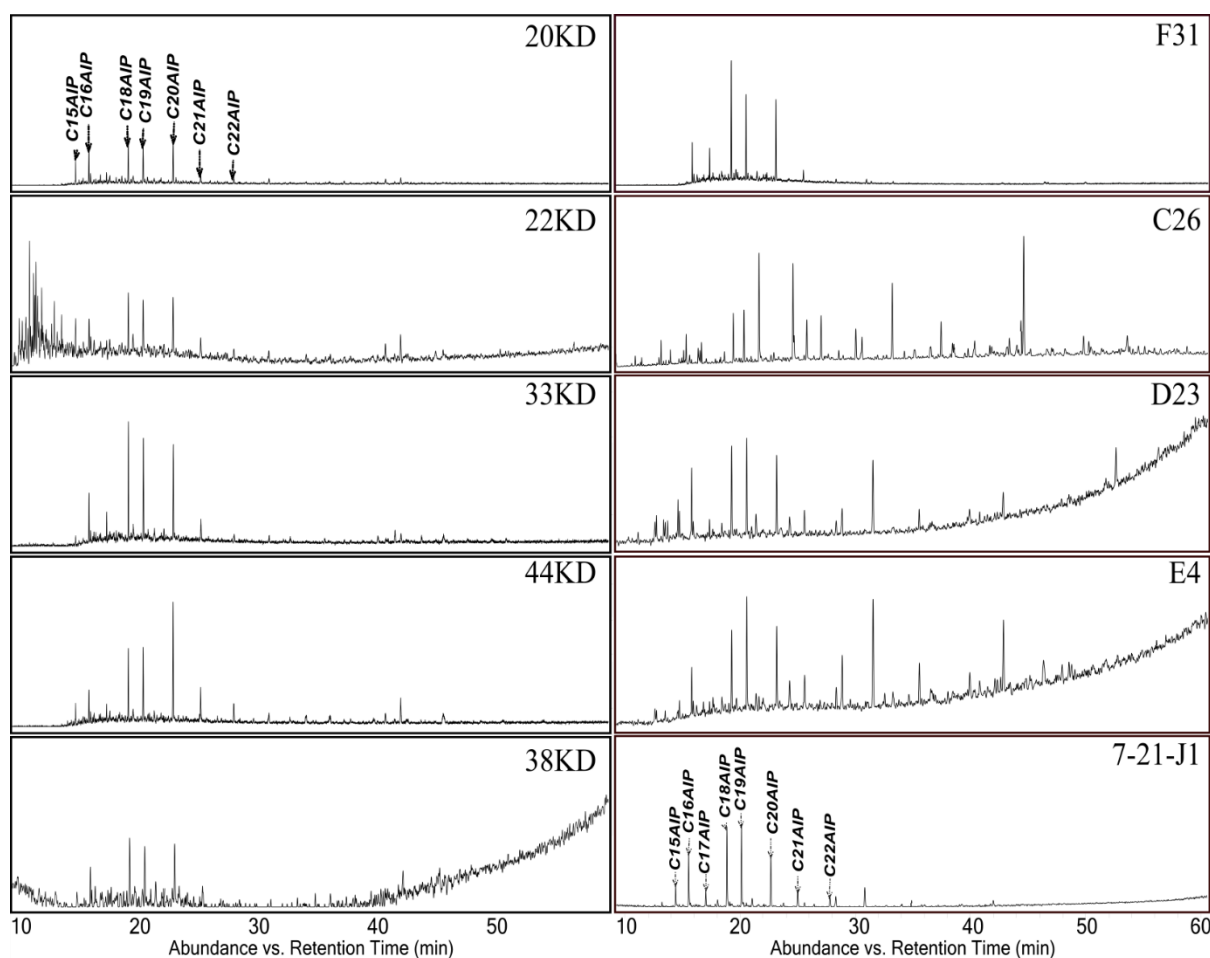 20KD
C15AIP
C16AIP
C18AIP
C19AIP
C20AIP
C21AIP
C22AIP
22KD
33KD
44KD
38KD
10 20 30 40 50
Abundance vs. Retention Time (min)
F31
C26
D23
E4
7-21-J1
C15AIP
C16AIP
C17AIP
C18AIP
C19AIP
C20AIP
C21AIP
C22AIP
10 20 30 40 50 60
Abundance vs. Retention Time (min)